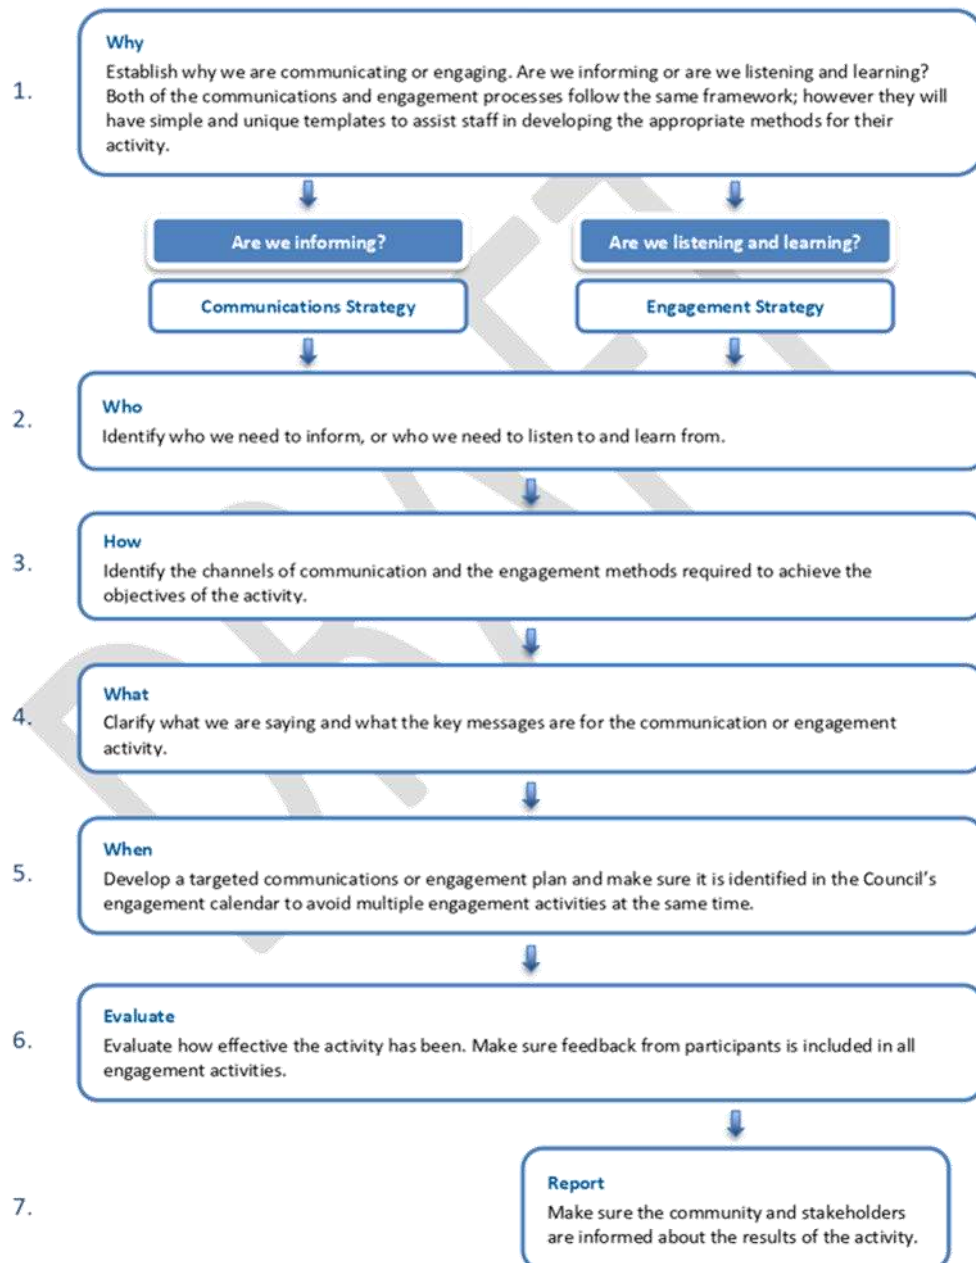 1.
Why
Establish why we are communicating or engaging. Are we informing or are we listening and learning?
Both of the communications and engagement processes follow the same framework; however they will
have simple and unique templates to assist staff in developing the appropriate methods for their
activity.
Are we informing?
Are we listening and learning?
Communications Strategy
Engagement Strategy
2.
Who
Identify who we need to inform, or who we need to listen to and learn from.
3.
How
Identify the channels of communication and the engagement methods required to achieve the
objectives of the activity.
4.
What
Clarify what we are saying and what the key messages are for the communication or engagement
activity.
5.
When
Develop a targeted communications or engagement plan and make sure it is identified in the Council's
engagement calendar to avoid multiple engagement activities at the same time.
6.
Evaluate
Evaluate how effective the activity has been. Make sure feedback from participants is included in all
engagement activities.
7.
Report
Make sure the community and stakeholders
are informed about the results of the activity.
DRAFT